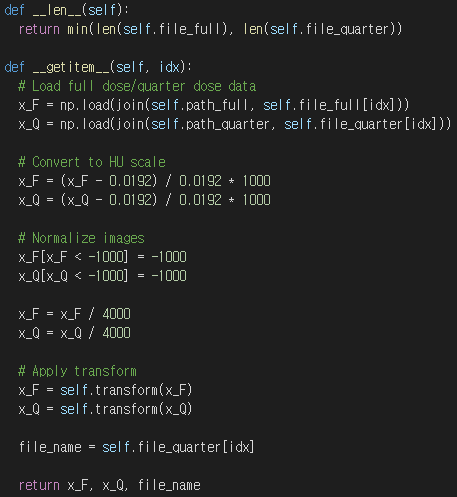 def __len__(self):
  return min(len(self.file_full), len(self.file_quarter))

def __getitem__(self, idx):
  # Load full dose/quarter dose data
  x_F = np.load(join(self.path_full, self.file_full[idx]))
  x_Q = np.load(join(self.path_quarter, self.file_quarter[idx]))

  # Convert to HU scale
  x_F = (x_F - 0.0192) / 0.0192 * 1000
  x_Q = (x_Q - 0.0192) / 0.0192 * 1000

  # Normalize images
  x_F[x_F < -1000] = -1000
  x_Q[x_Q < -1000] = -1000

  x_F = x_F / 4000
  x_Q = x_Q / 4000

  # Apply transform
  x_F = self.transform(x_F)
  x_Q = self.transform(x_Q)

  file_name = self.file_quarter[idx]

  return x_F, x_Q, file_name